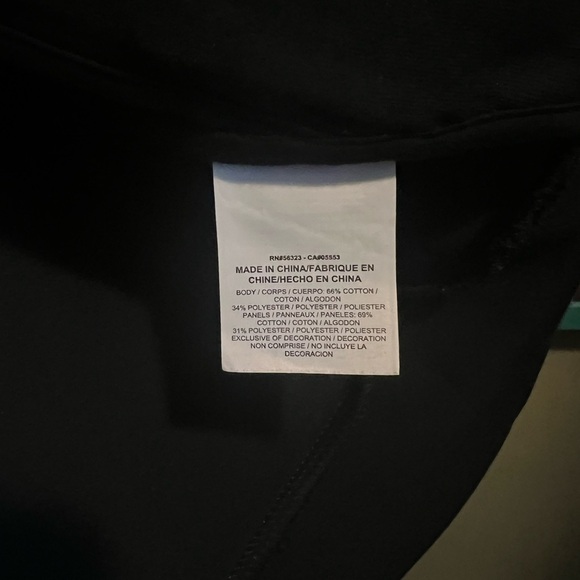 RN#56323 - CA#05553
MADE IN CHINA/FABRIQUE EN
CHINE/HECHO EN CHINA
BODY / CORPS / CUERPO: 66% COTTON /
COTON / ALGODON
34% POLYESTER / POLYESTER / POLIESTER
PANELS / PANNEAUX / PANELES: 69%
COTTON / COTON / ALGODON
31% POLYESTER / POLYESTER / POLIESTER
EXCLUSIVE OF DECORATION / DECORATION
NON COMPRISE / NO INCLUYE LA
DECORACION